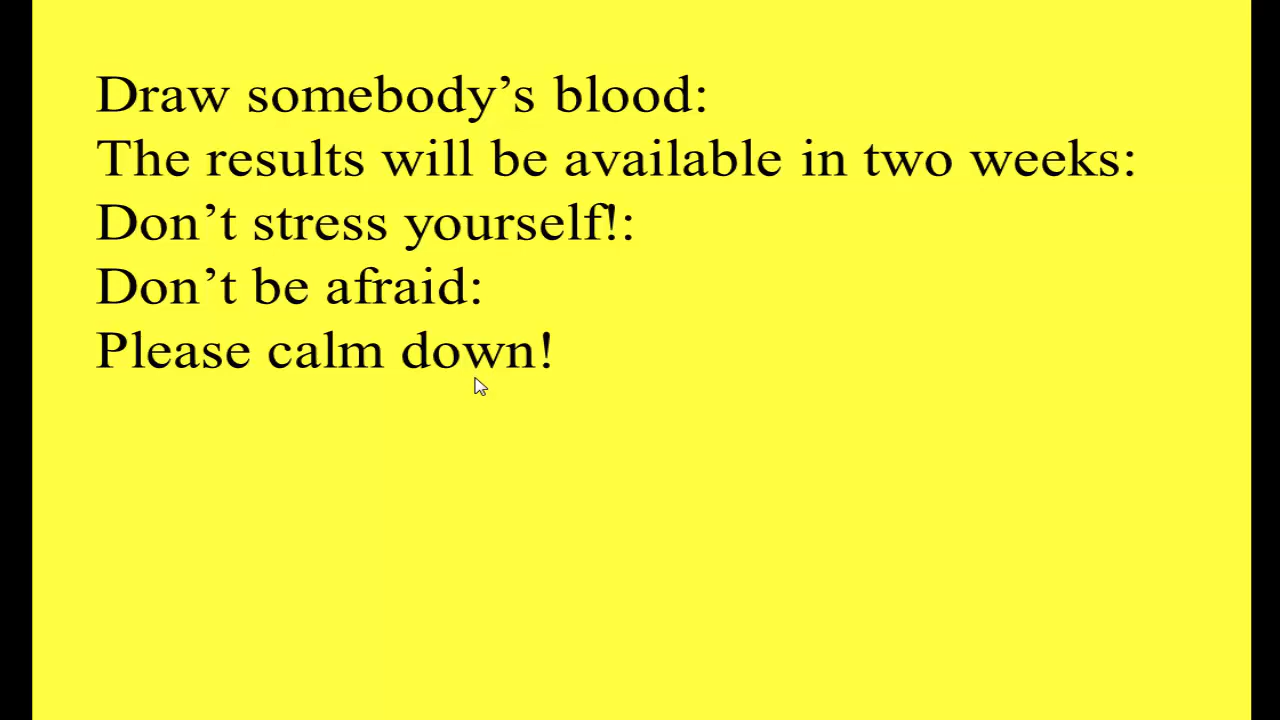 Draw somebody’s blood:
The results will be available in two weeks:
Don’t stress yourself!:
Don’t be afraid:
Please calm down!